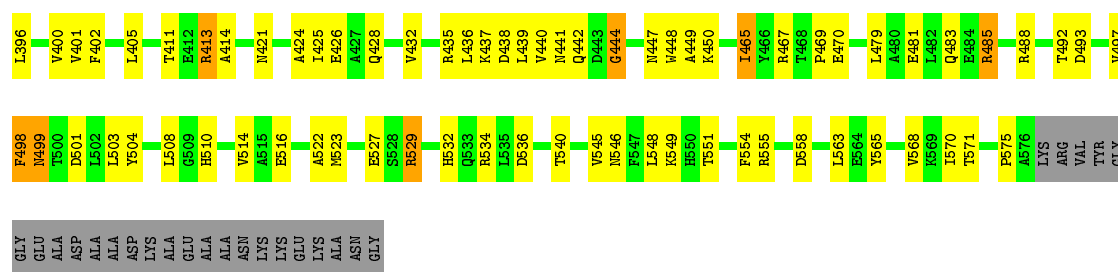 L396 V400 V401 F402 L405 T411 E412 R413 A414 N421 A424 I425 E426 A427 Q428 V432 R435 L436 K437 D438 L439 V440 N441 Q442 D443 G444 N447 W448 A449 K450 I465 Y466 R467 T468 P469 E470 L479 A480 E481 L482 Q483 E484 R485 R488 T492 D493 V497
F498 N499 T500 D501 L502 L503 Y504 L508 G509 H510 V514 A515 E516 A522 M523 E527 S528 R529 H532 Q533 R534 L535 D536 T540 V545 N546 F547 L548 K549 H550 T551 F554 R555 D558 L563 E564 Y565 V568 K569 I570 T571 P575 A576 LYS ARG VAL TYR GLY
GLY GLU ALA ASP ALA ALA ASP LYS ALA GLU ALA ALA ASN LYS LYS GLU LYS ALA ASN GLY